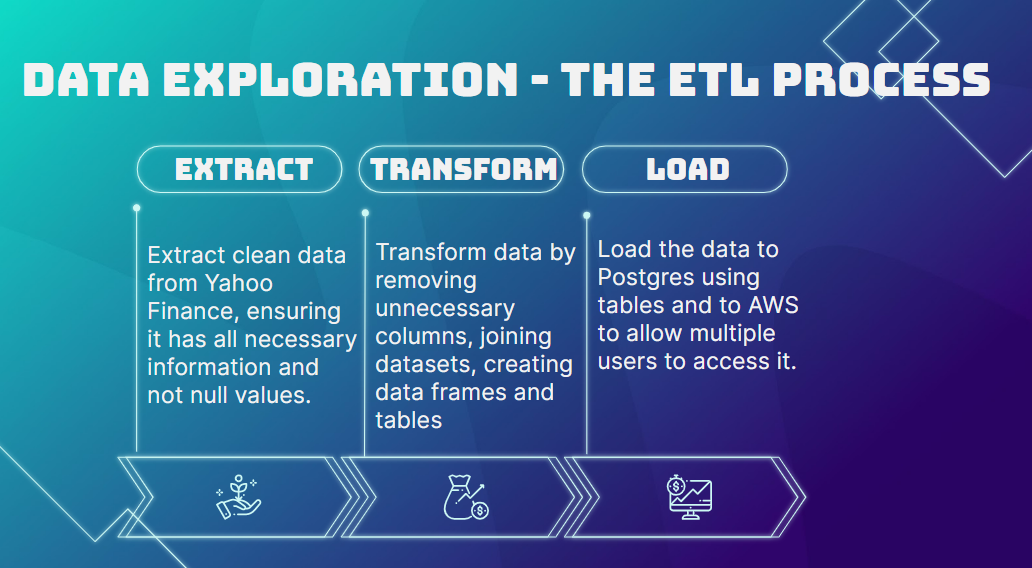 DATA EXPLORATION - THE ETL PROCESS
EXTRACT
Extract clean data
from Yahoo
Finance, ensuring
it has all necessary
information and
not null values.
TRANSFORM
Transform data by
removing
unnecessary
columns, joining
datasets, creating
data frames and
tables
LOAD
Load the data to
Postgres using
tables and to AWS
to allow multiple
users to access it.
$
$